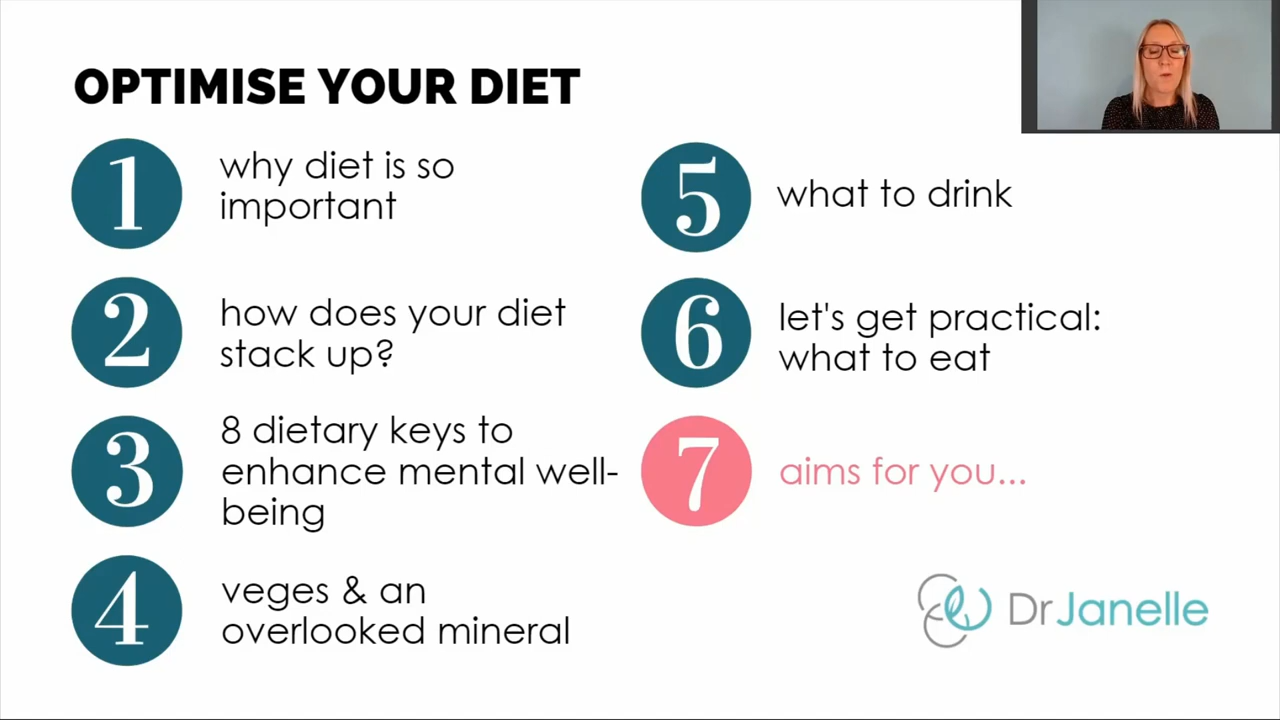 OPTIMISE YOUR DIET
1
why diet is so
important
2
how does your diet
stack up?
3
8 dietary keys to
enhance mental well-
being
4
veges & an
overlooked mineral
5
what to drink
6
let's get practical:
what to eat
7
aims for you...
Dr Janelle